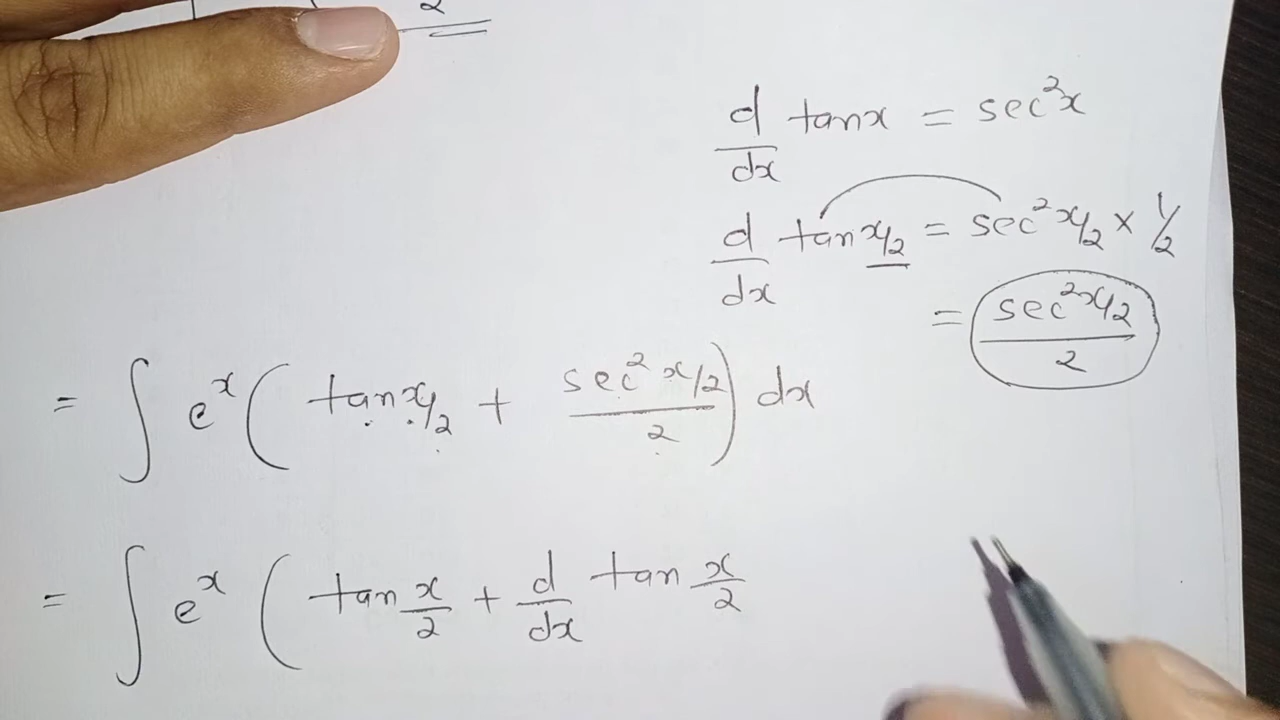 2
d/dx tanx = sec²x
d/dx tan x/2 = sec² x/2 × 1/2
= sec² x/2 / 2
= ∫ eˣ ( tan x/2 + sec² x/2 / 2 ) dx
= ∫ eˣ ( tan x/2 + d/dx tan x/2